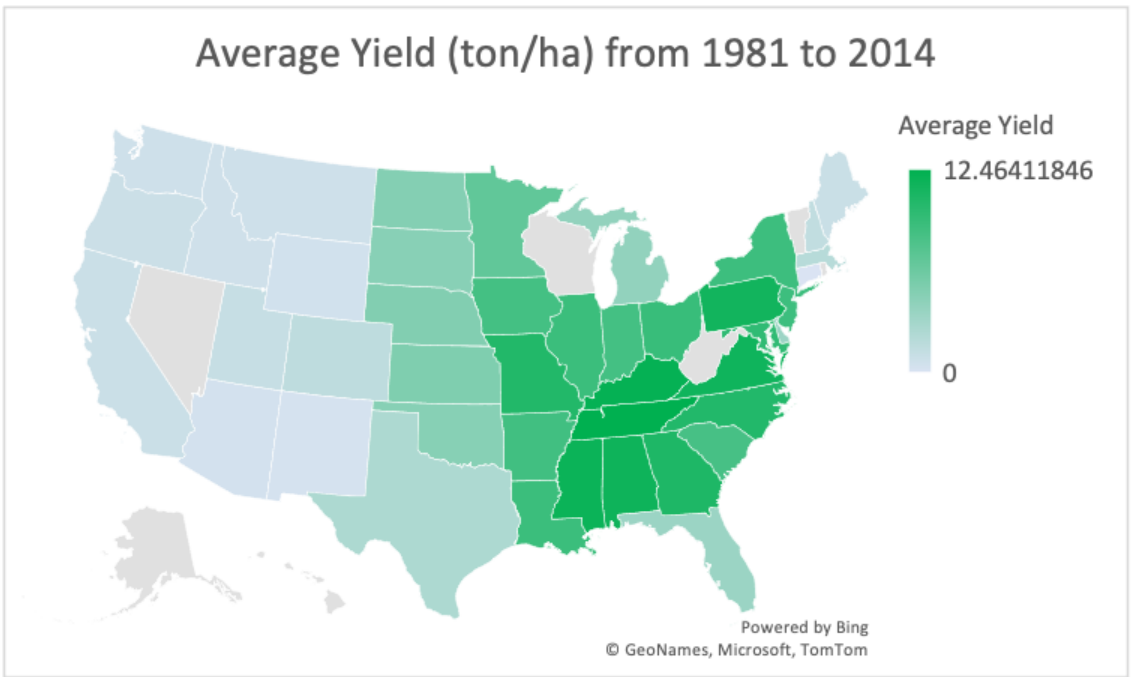 Average Yield (ton/ha) from 1981 to 2014
Average Yield
12.46411846
0
Powered by Bing
© GeoNames, Microsoft, TomTom